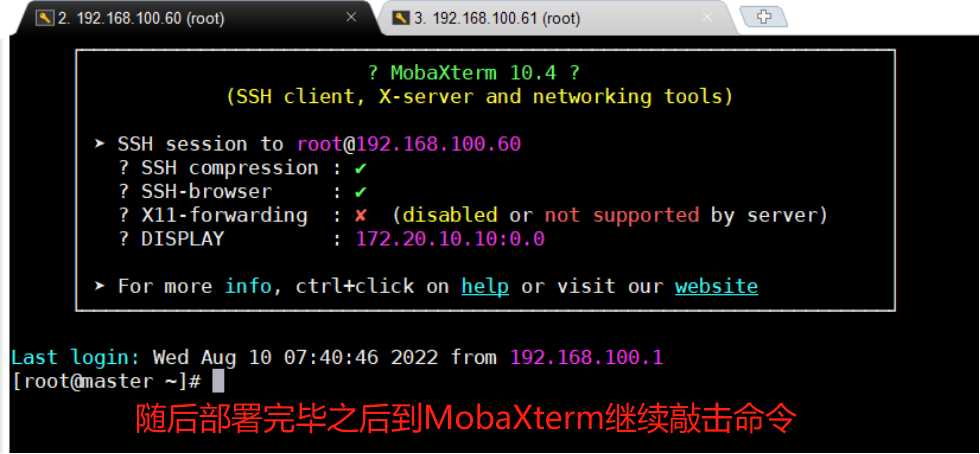 2. 192.168.100.60 (root)
3. 192.168.100.61 (root)
? MobaXterm 10.4 ?
(SSH client, X-server and networking tools)
➤ SSH session to root@192.168.100.60
? SSH compression : ✔
? SSH-browser : ✔
? X11-forwarding : ✘ (disabled or not supported by server)
? DISPLAY : 172.20.10.10:0.0
➤ For more info, ctrl+click on help or visit our website
Last login: Wed Aug 10 07:40:46 2022 from 192.168.100.1
[root@master ~]#
随后部署完毕之后到MobaXterm继续敲击命令